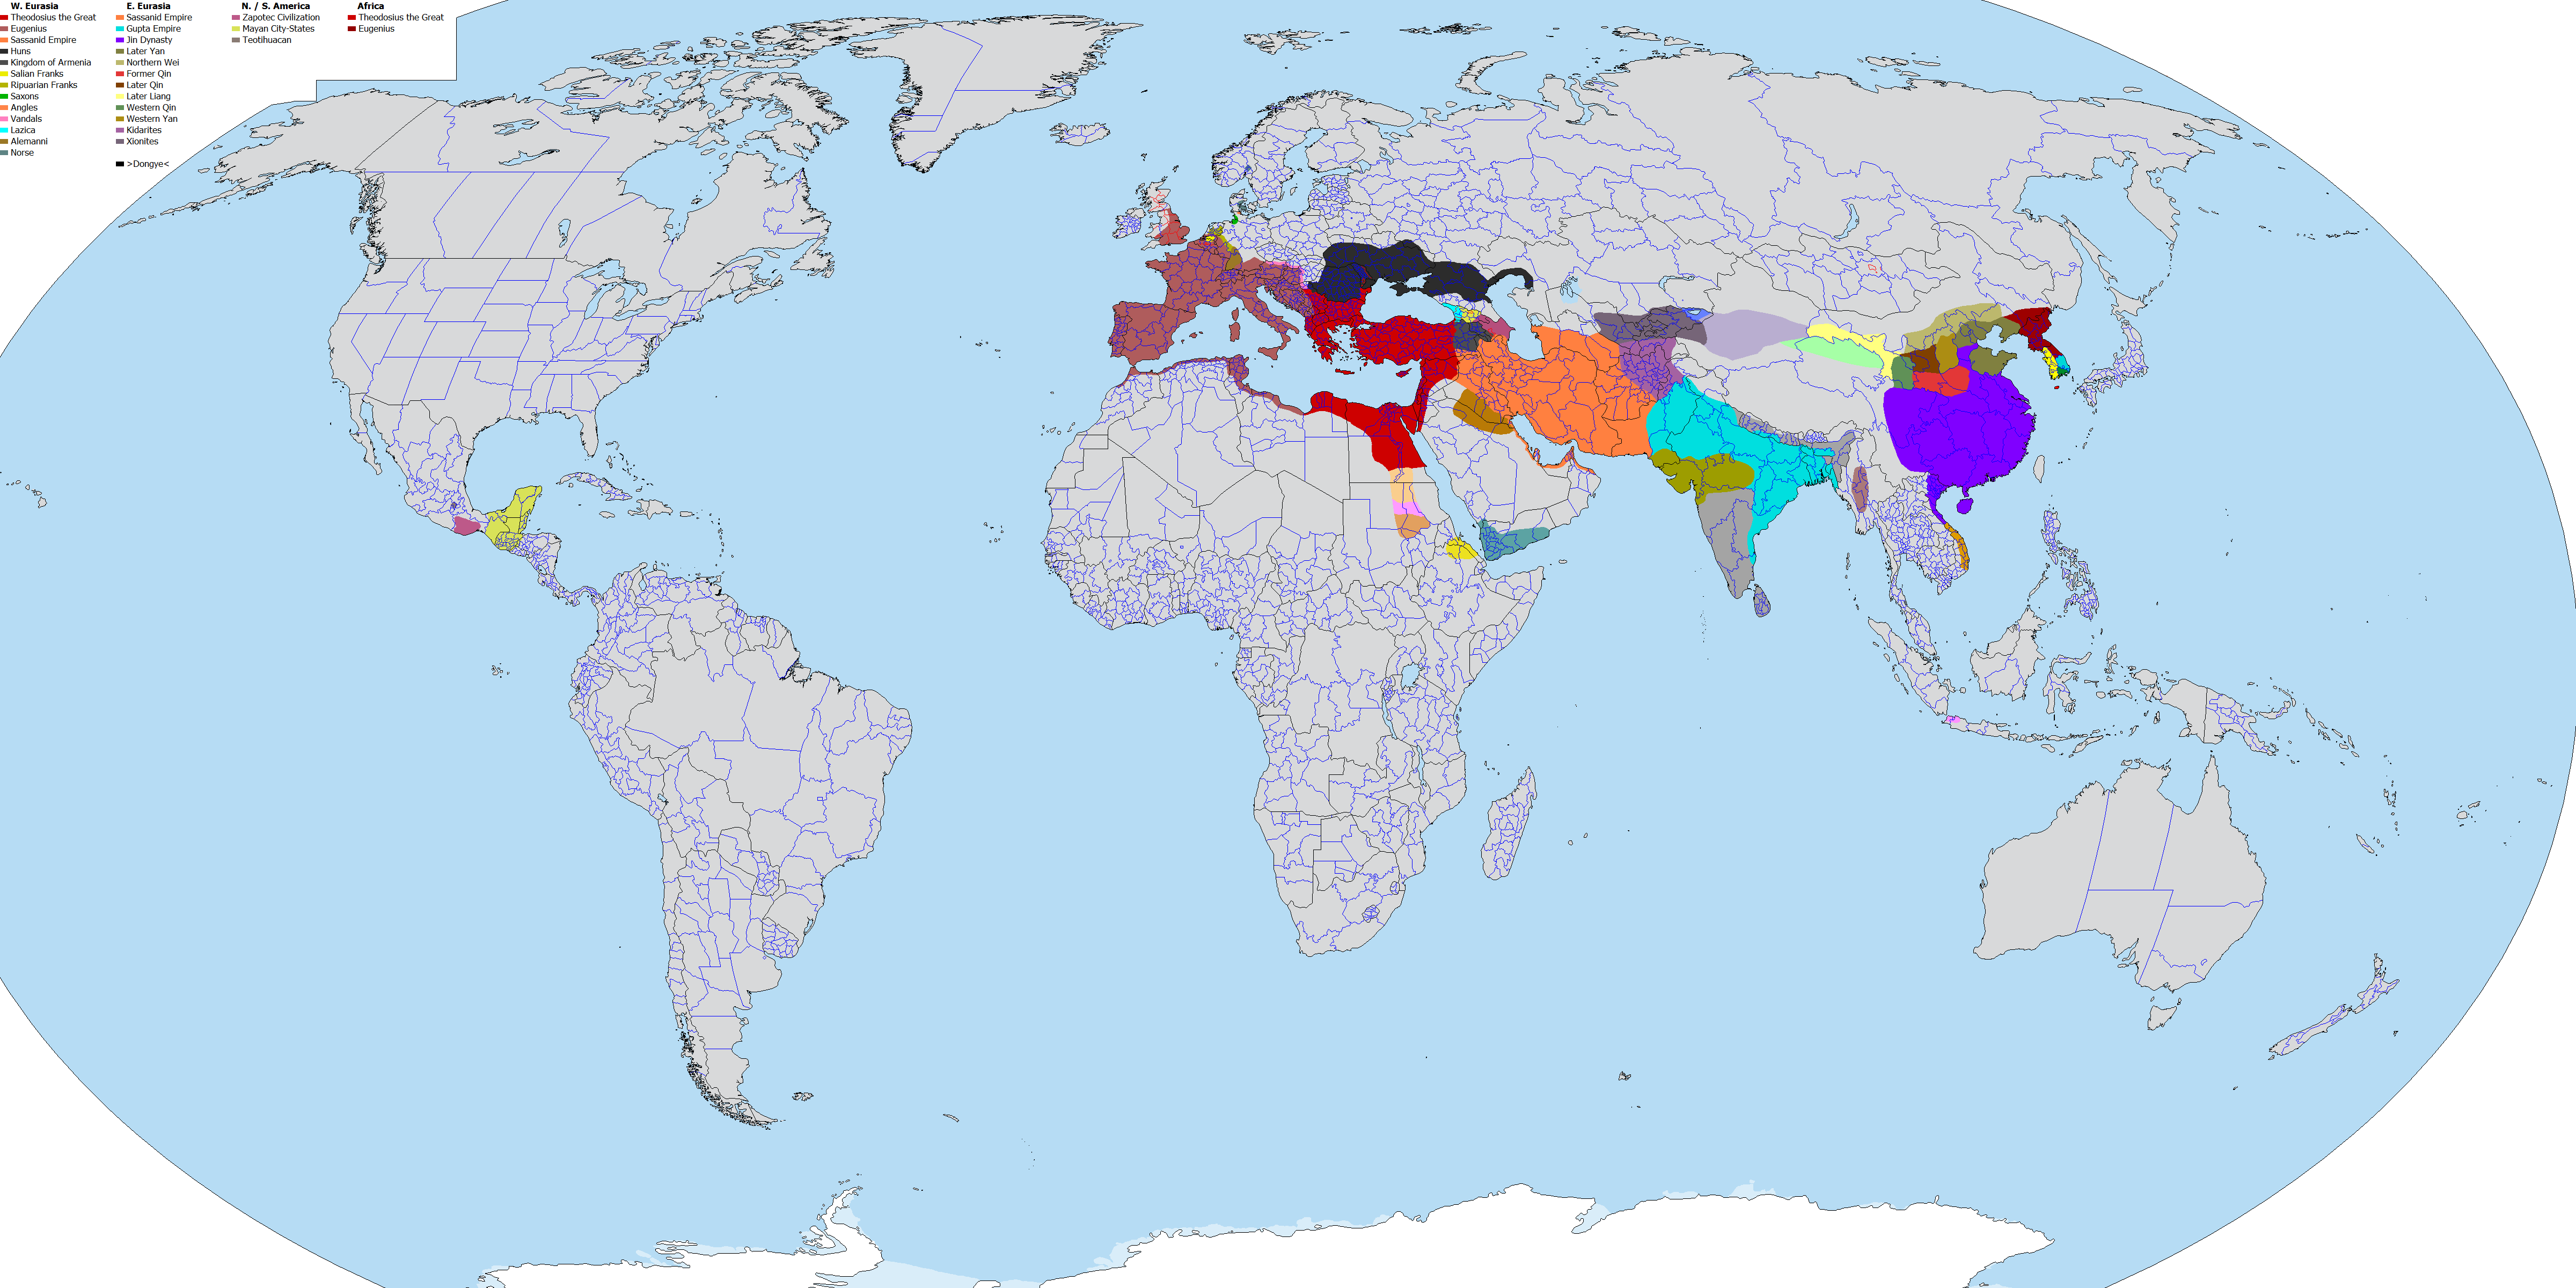 W. Eurasia
Theodosius the Great
Eugenius
Sassanid Empire
Huns
Kingdom of Armenia
Salian Franks
Ripuarian Franks
Saxons
Angles
Vandals
Lazica
Alemanni
Norse
E. Eurasia
Sassanid Empire
Gupta Empire
Jin Dynasty
Later Yan
Northern Wei
Former Qin
Later Qin
Later Liang
Western Qin
Western Yan
Kidarites
Xionites
>Dongye<
N. / S. America
Zapotec Civilization
Mayan City-States
Teotihuacan
Africa
Theodosius the Great
Eugenius